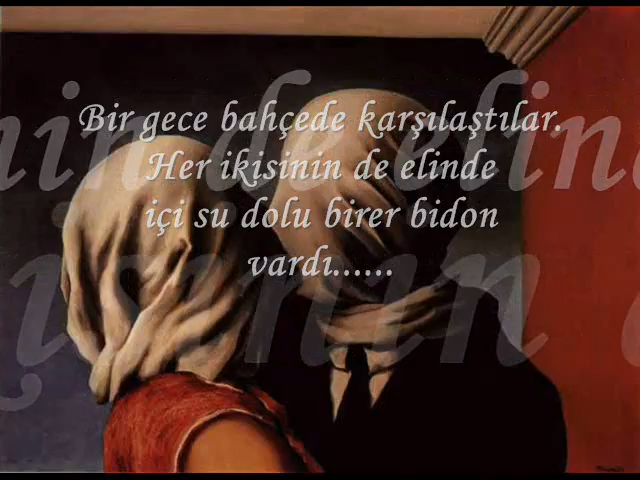 Bir gece bahçede karşılaştılar.
Her ikisinin de elinde
içi su dolu birer bidon
vardı......